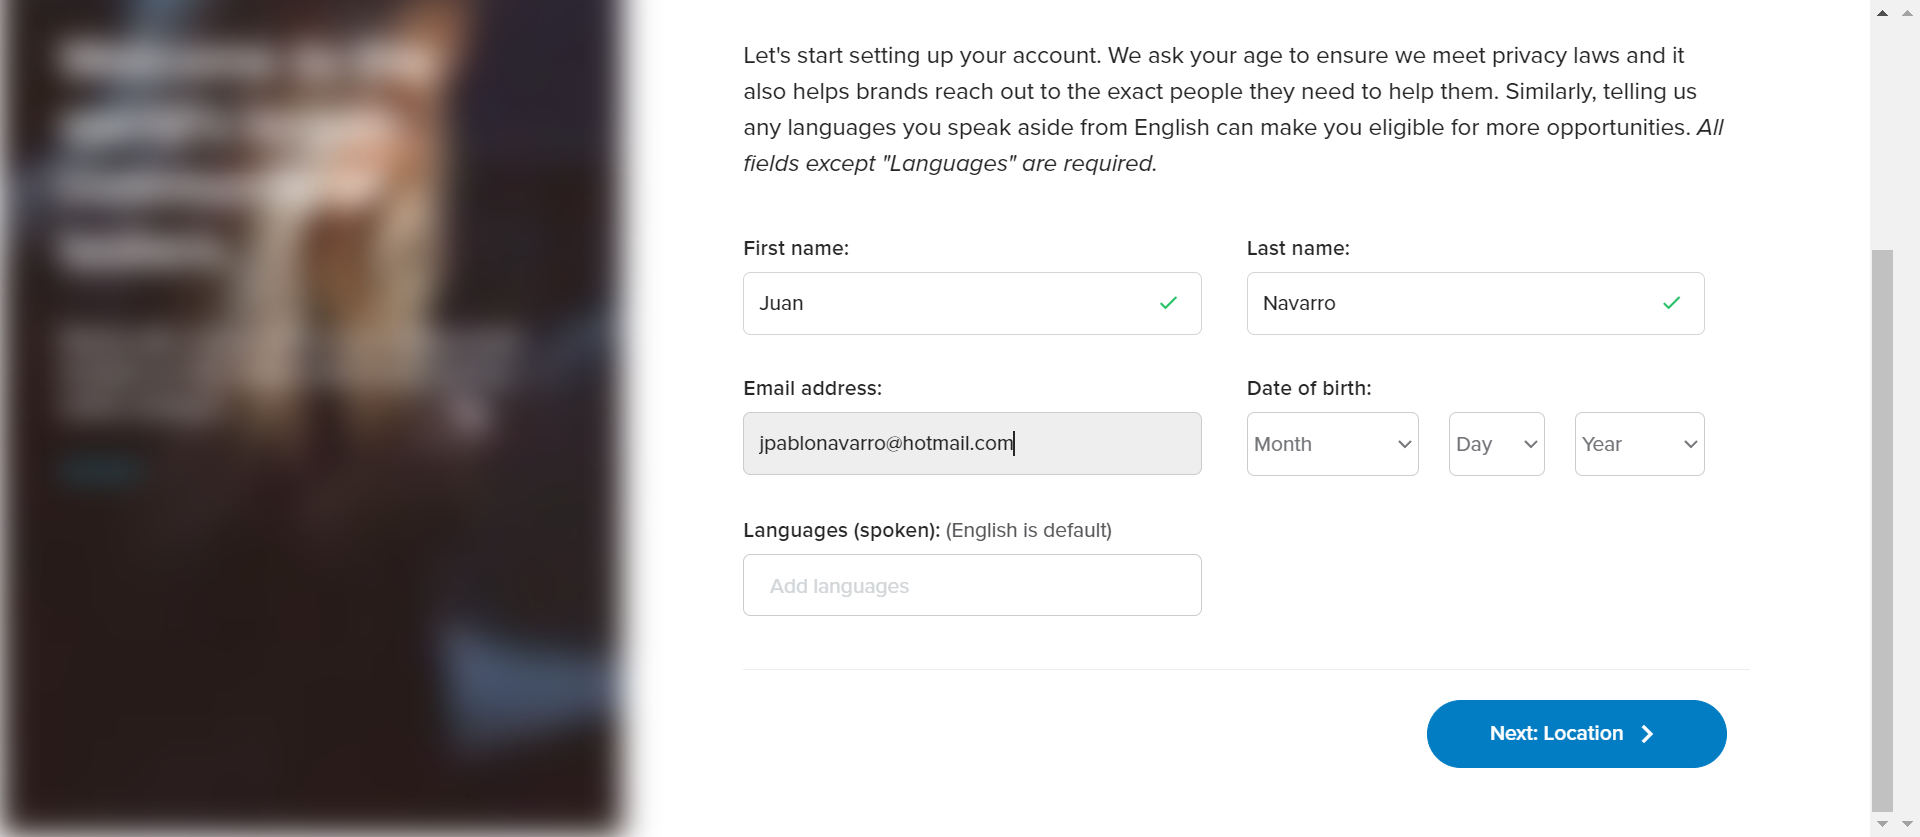 Let's start setting up your account. We ask your age to ensure we meet privacy laws and it
also helps brands reach out to the exact people they need to help them. Similarly, telling us
any languages you speak aside from English can make you eligible for more opportunities. All
fields except "Languages" are required.
First name:
Last name:
Juan
Navarro
Email address:
Date of birth:
jpablonavarro@hotmail.com
Month
Day
Year
Languages (spoken): (English is default)
Add languages
Next: Location